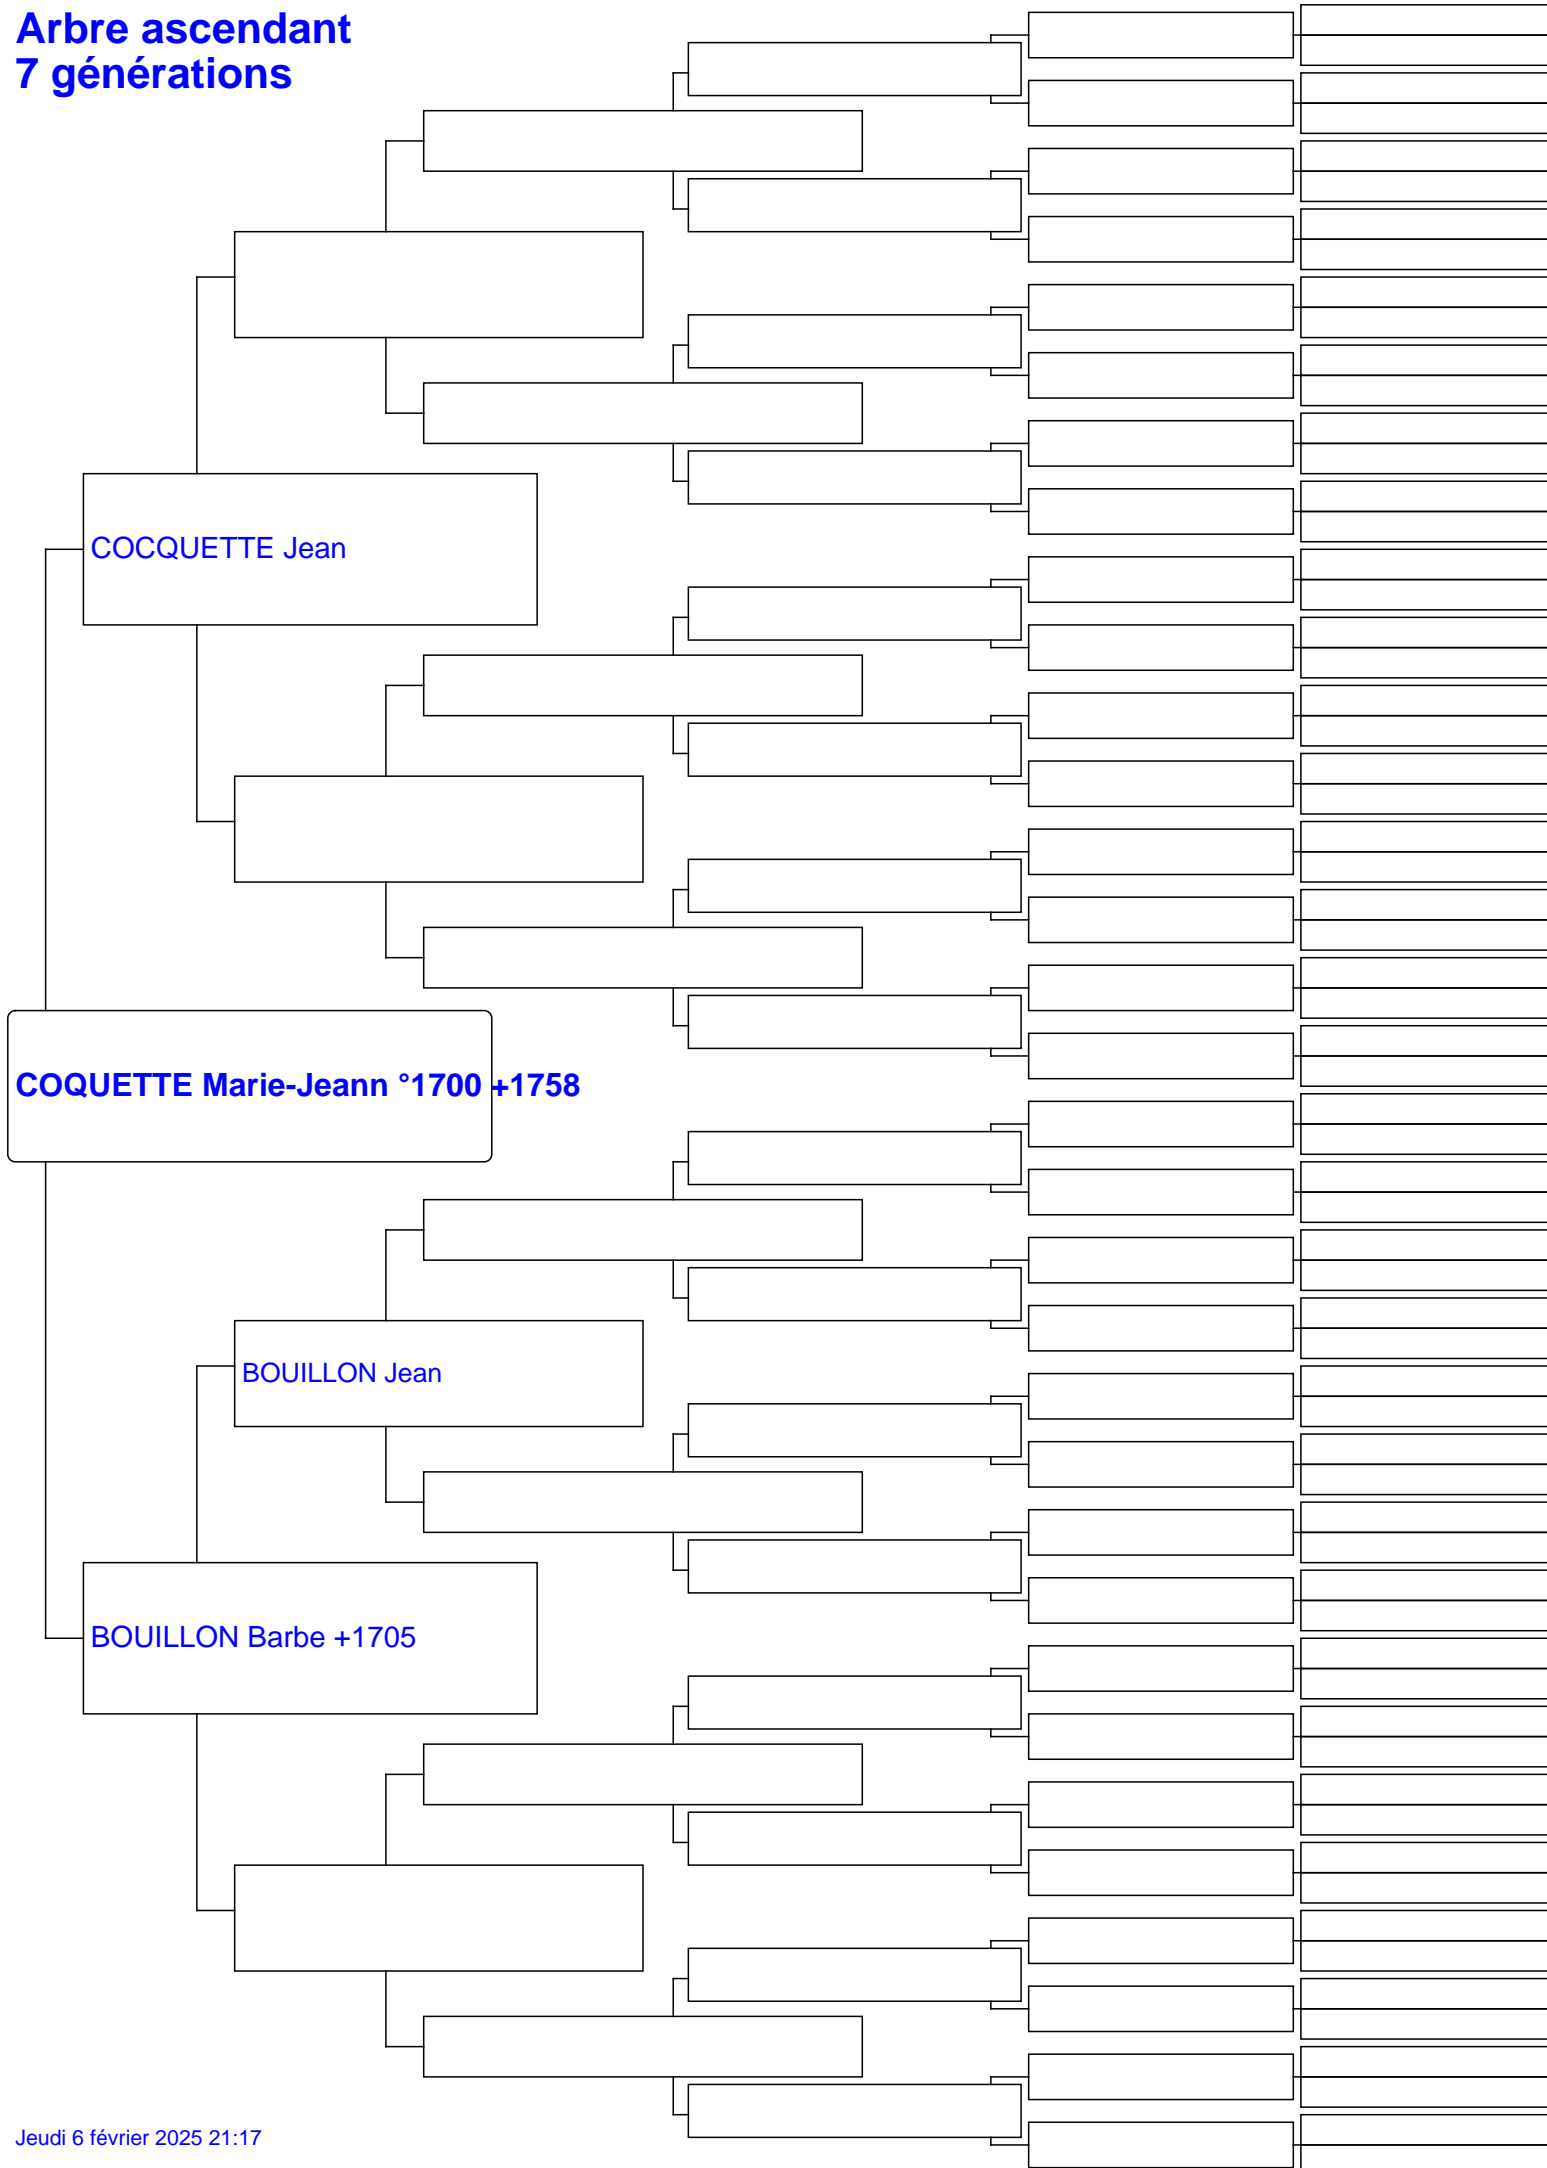 Arbre ascendant
7 générations
COCQUETTE Jean
COQUETTE Marie-Jeann °1700 +1758
BOUILLON Jean
BOUILLON Barbe +1705
Jeudi 6 février 2025 21:17